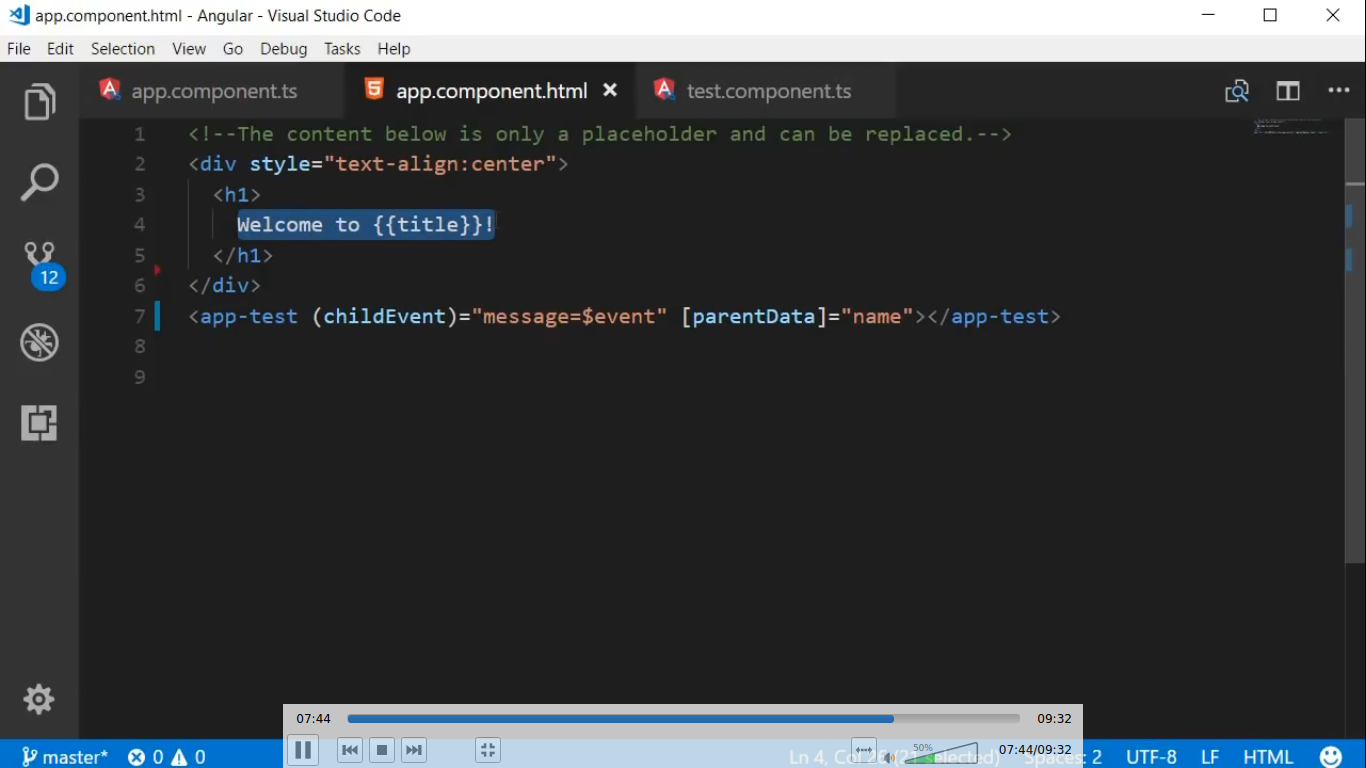 app.component.html - Angular - Visual Studio Code
File Edit Selection View Go Debug Tasks Help
app.component.ts app.component.html test.component.ts
1 <!--The content below is only a placeholder and can be replaced.-->
2 <div style="text-align:center">
3 <h1>
4 Welcome to {{title}}!
5 </h1>
6 </div>
7 <app-test (childEvent)="message=$event" [parentData]="name"></app-test>
8
9
12
07:44 09:32
50% 07:44/09:32
master* 0 0 Ln 4, Col (21 selected) Spaces: 2 UTF-8 LF HTML